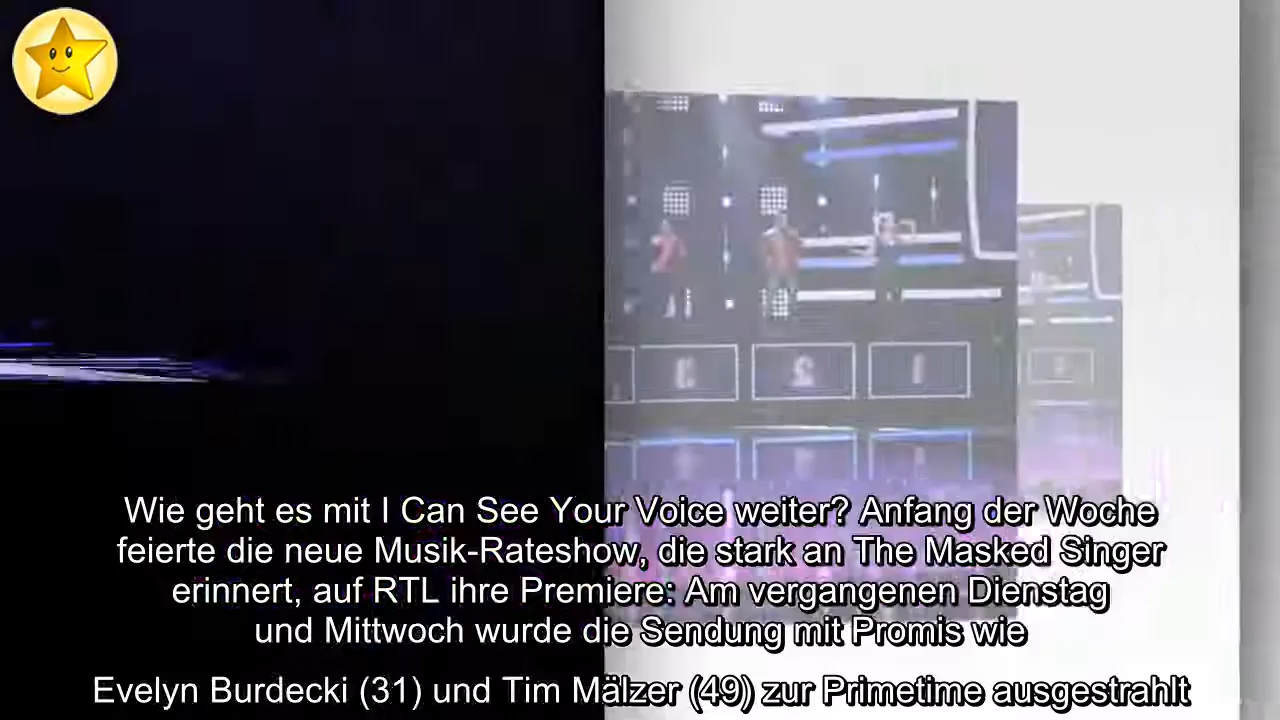 Wie geht es mit I Can See Your Voice weiter? Anfang der Woche
feierte die neue Musik-Rateshow, die stark an The Masked Singer
erinnert, auf RTL ihre Premiere: Am vergangenen Dienstag
und Mittwoch wurde die Sendung mit Promis wie
Evelyn Burdecki (31) und Tim Mälzer (49) zur Primetime ausgestrahlt